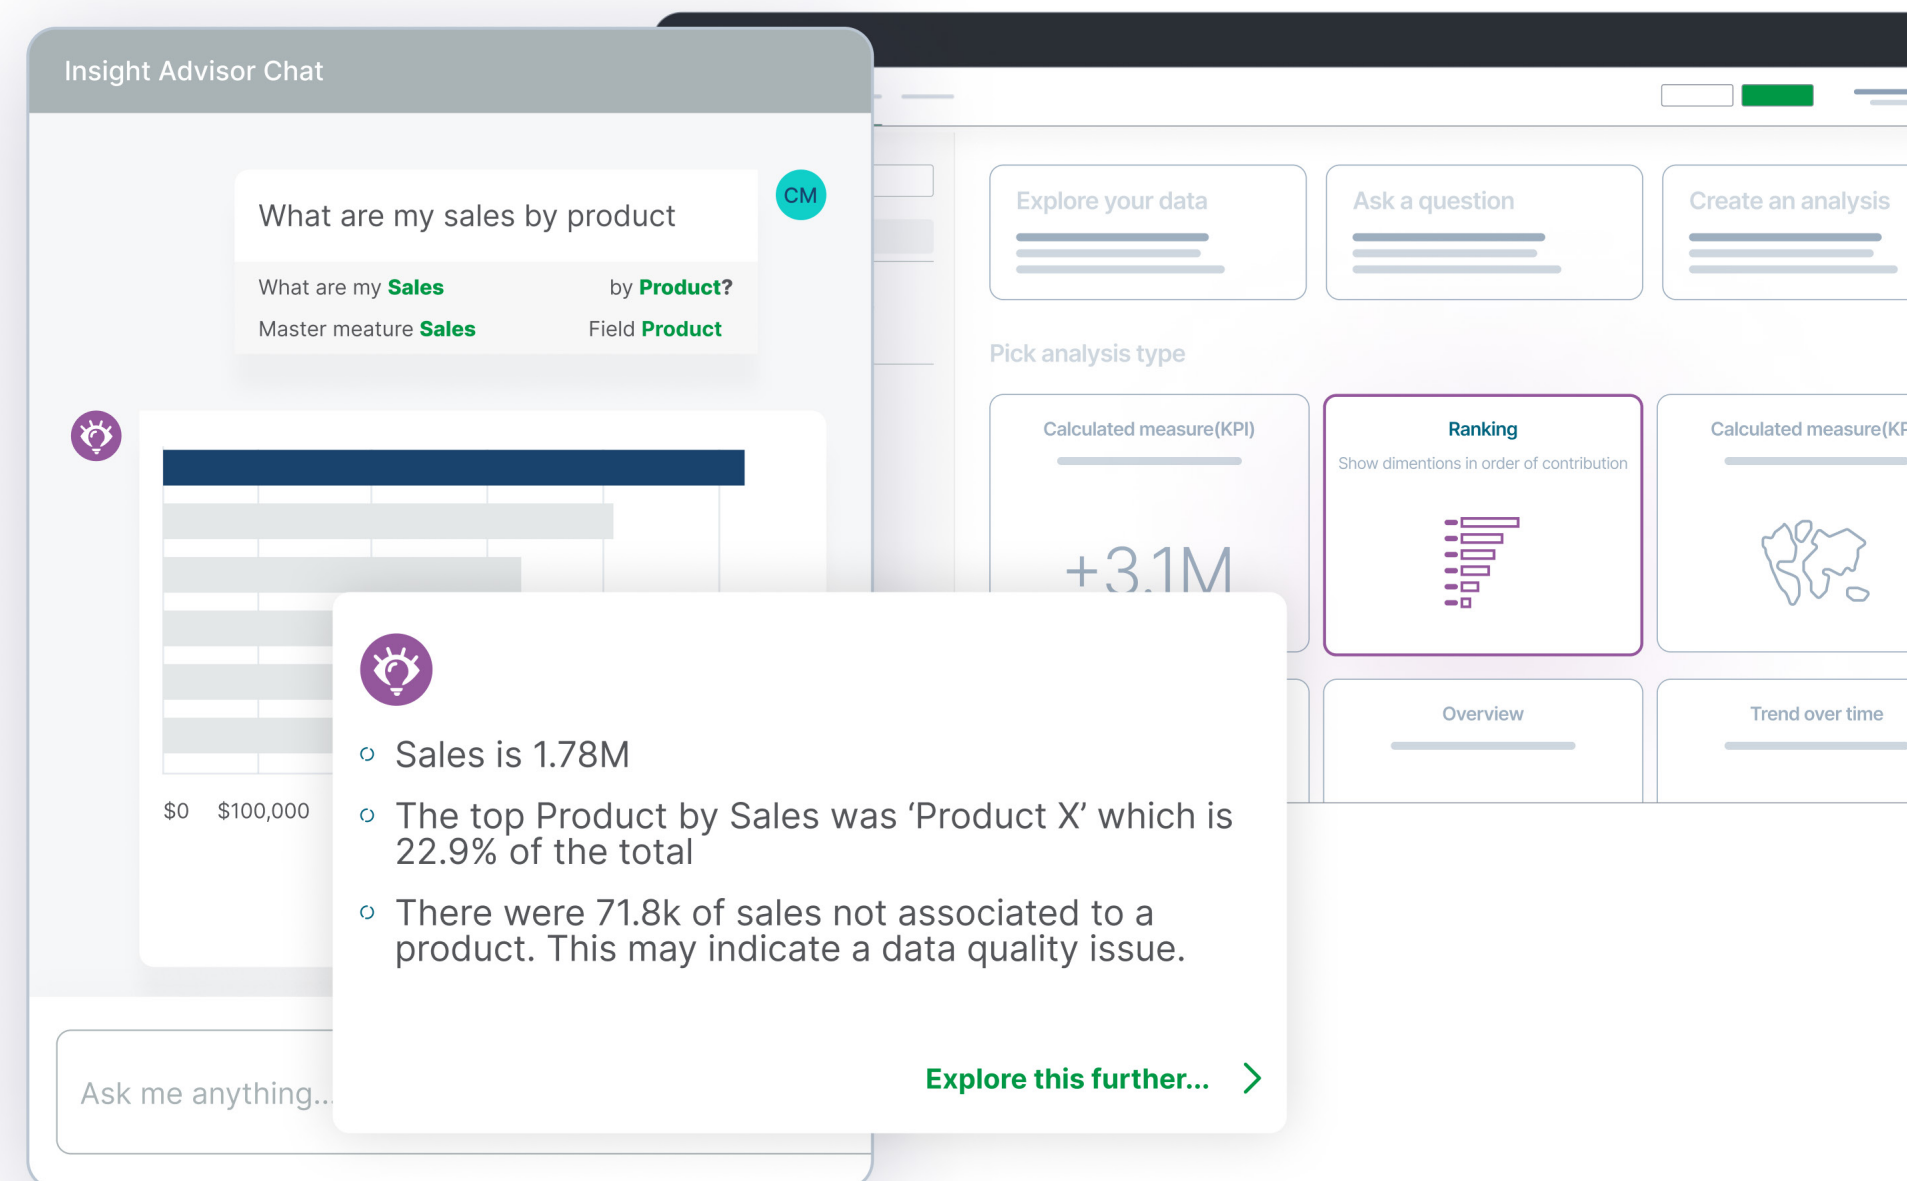 Insight Advisor Chat
What are my sales by product
CM
What are my Sales by Product?
Master meature Sales Field Product
$0 $100,000
Ask me anything...
Explore your data
Ask a question
Create an analysis
Pick analysis type
Calculated measure(KPI)
+3.1M
Ranking
Show dimentions in order of contribution
Calculated measure(KP
Overview
Trend over time
Sales is 1.78M
The top Product by Sales was ‘Product X’ which is
22.9% of the total
There were 71.8k of sales not associated to a
product. This may indicate a data quality issue.
Explore this further...